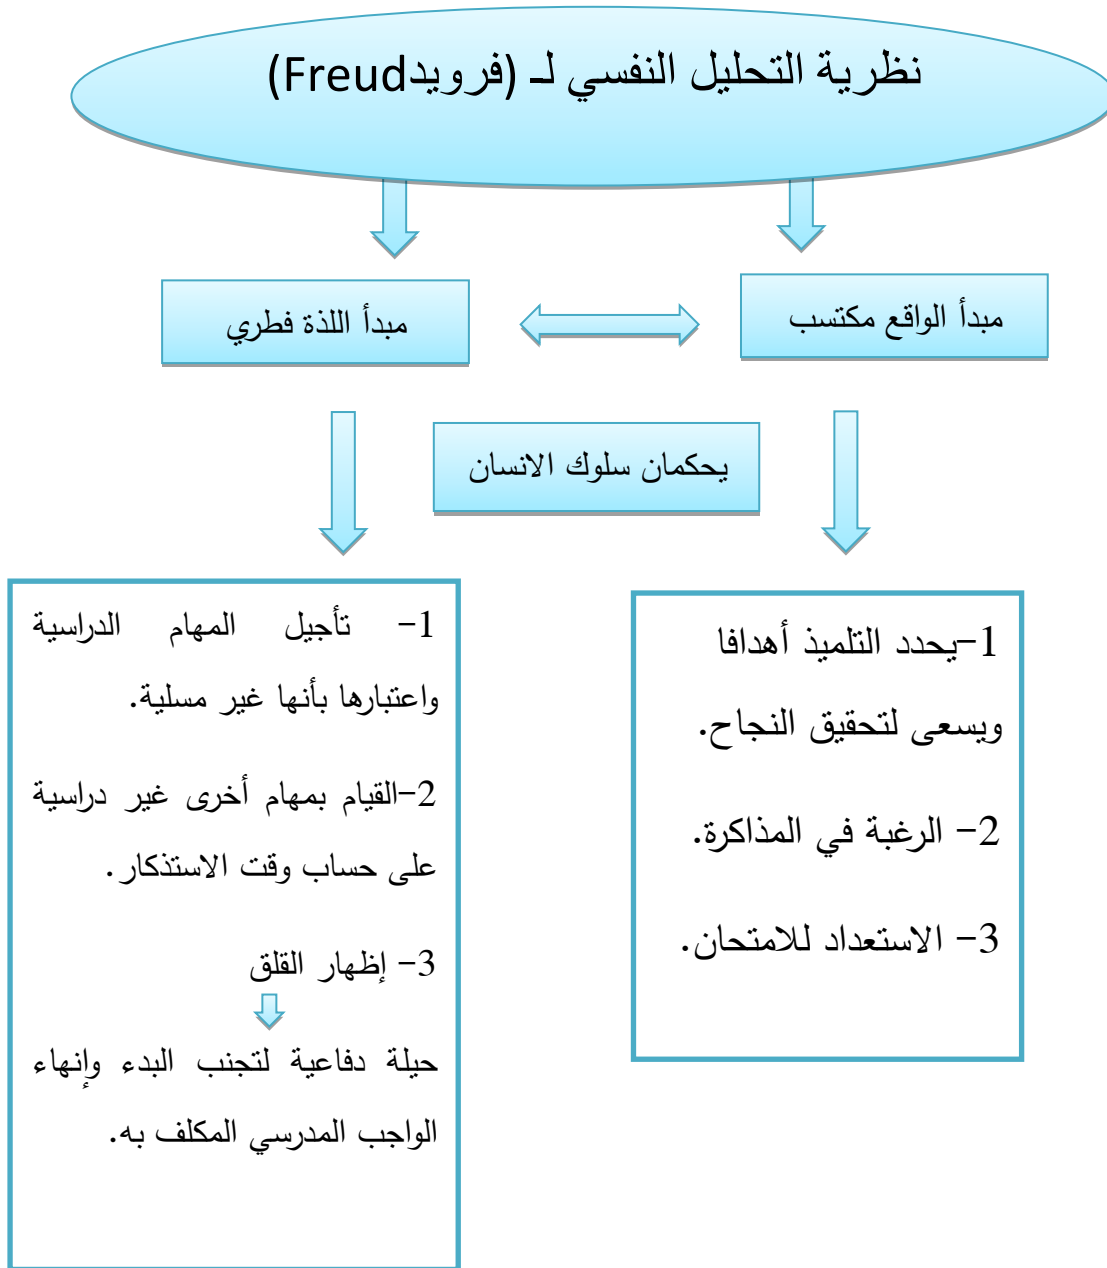 نظرية التحليل النفسي لـ (فرويدFreud)
مبدأ الواقع مكتسب
مبدأ اللذة فطري
يحكمان سلوك الانسان
1-يحدد التلميذ أهدافا
ويسعى لتحقيق النجاح.
2- الرغبة في المذاكرة.
3- الاستعداد للامتحان.
1- تأجيل المهام الدراسية
واعتبارها بأنها غير مسلية.
2-القيام بمهام أخرى غير دراسية
على حساب وقت الاستذكار.
3- إظهار القلق
حيلة دفاعية لتجنب البدء وإنهاء
الواجب المدرسي المكلف به.